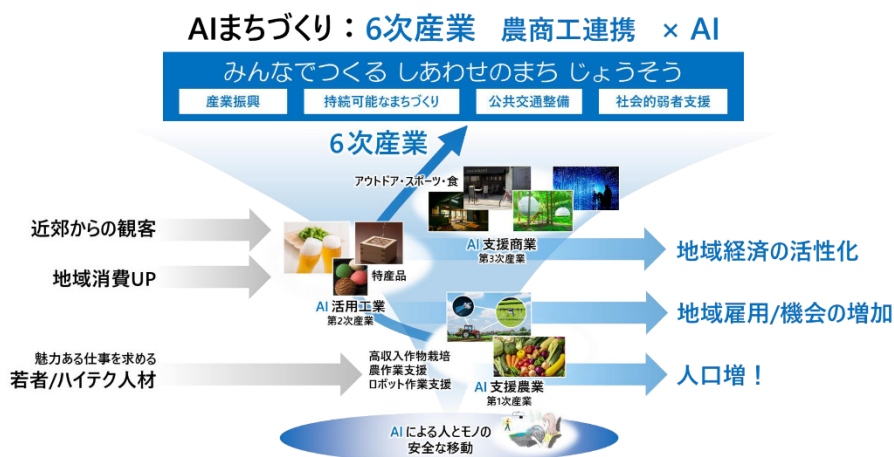 AIまちづくり：6次産業 農商工連携 × AI
みんなでつくる しあわせのまち じょうそう
産業振興
持続可能なまちづくり
公共交通整備
社会的弱者支援
6次産業
アウトドア・スポーツ・食
近郊からの観客
地域消費UP
特産品
AI 活用工業
第2次産業
AI 支援商業
第3次産業
地域経済の活性化
地域雇用/機会の増加
魅力ある仕事を求める
若者/ハイテク人材
高収入作物栽培
農作業支援
ロボット作業支援
AI 支援農業
第1次産業
人口増！
AI による人とモノの
安全な移動